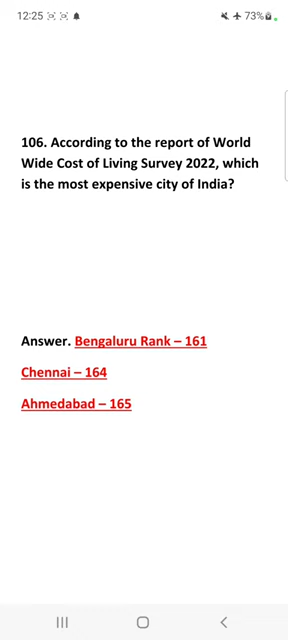 12:25
73%
106. According to the report of World
Wide Cost of Living Survey 2022, which
is the most expensive city of India?
Answer. Bengaluru Rank – 161
Chennai – 164
Ahmedabad – 165